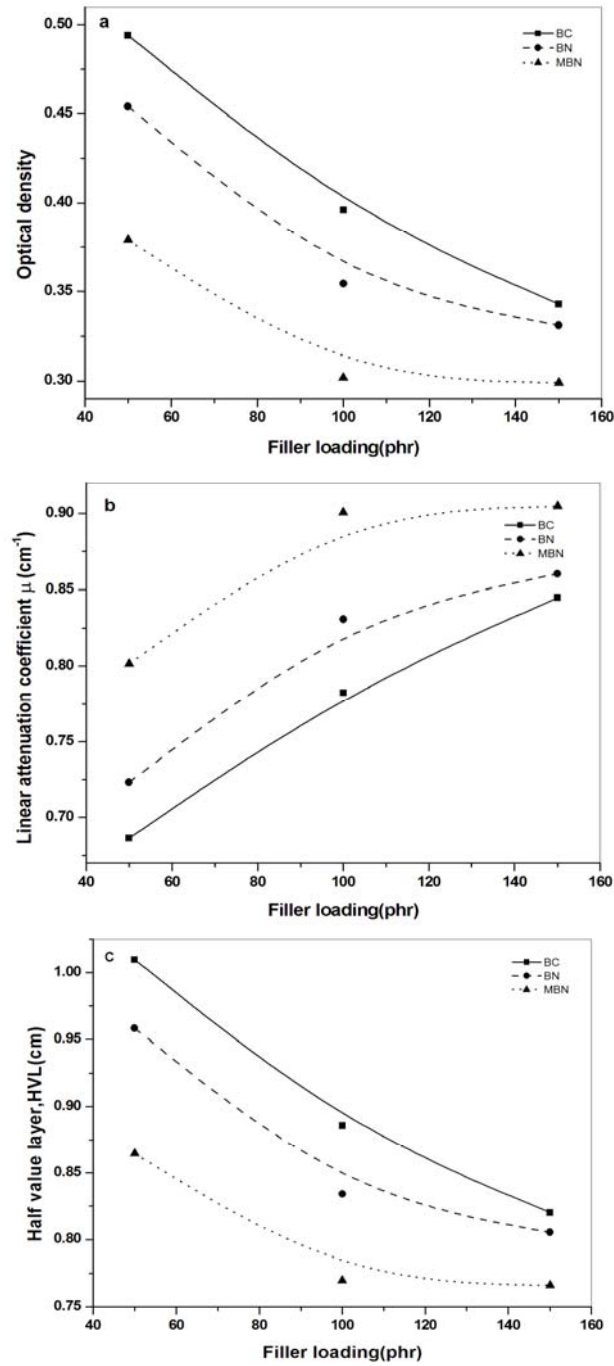 a
BC
BN
MBN
0.50
0.45
0.40
0.35
0.30
Optical density
40 60 80 100 120 140 160
Filler loading(phr)
b
BC
BN
MBN
0.90
0.85
0.80
0.75
0.70
Linear attenuation coefficient μ (cm⁻¹)
40 60 80 100 120 140 160
Filler loading(phr)
c
BC
BN
MBN
1.00
0.95
0.90
0.85
0.80
0.75
Half value layer,HVL(cm)
40 60 80 100 120 140 160
Filler loading(phr)